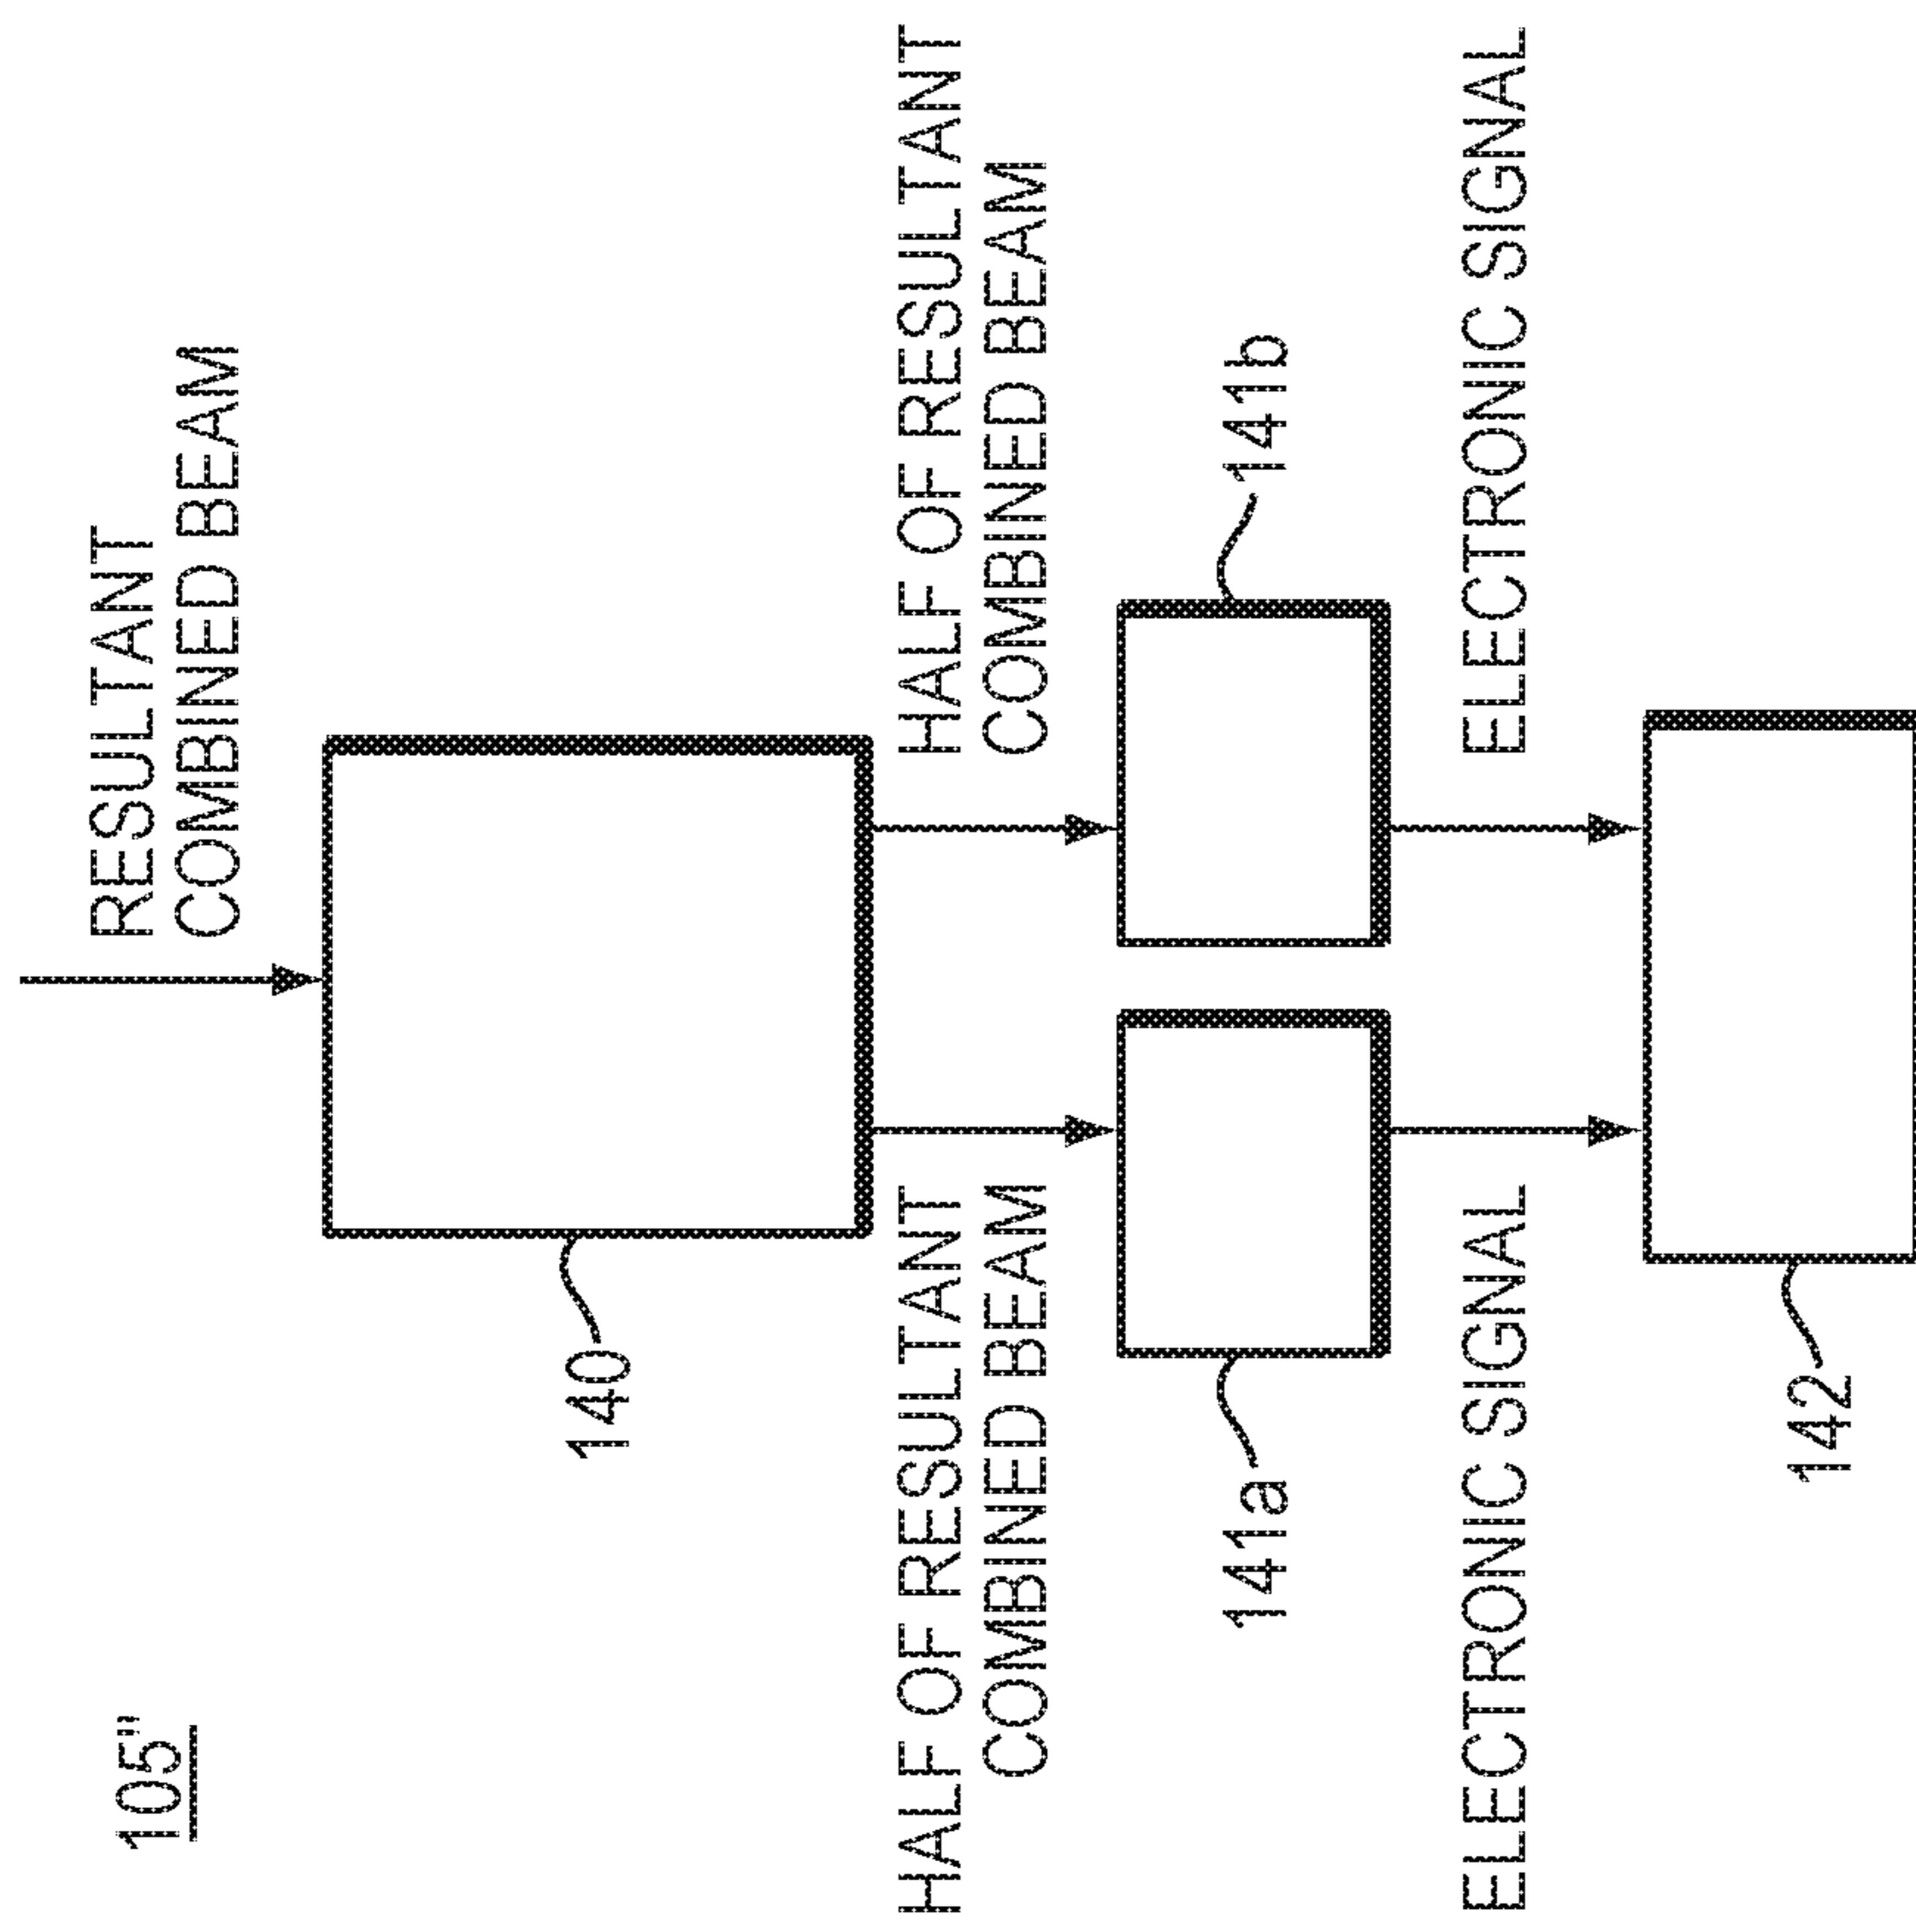 105"
RESULTANT
COMBINED BEAM
140
HALF OF RESULTANT
COMBINED BEAM
HALF OF RESULTANT
COMBINED BEAM
141a
141b
ELECTRONIC SIGNAL
ELECTRONIC SIGNAL
142